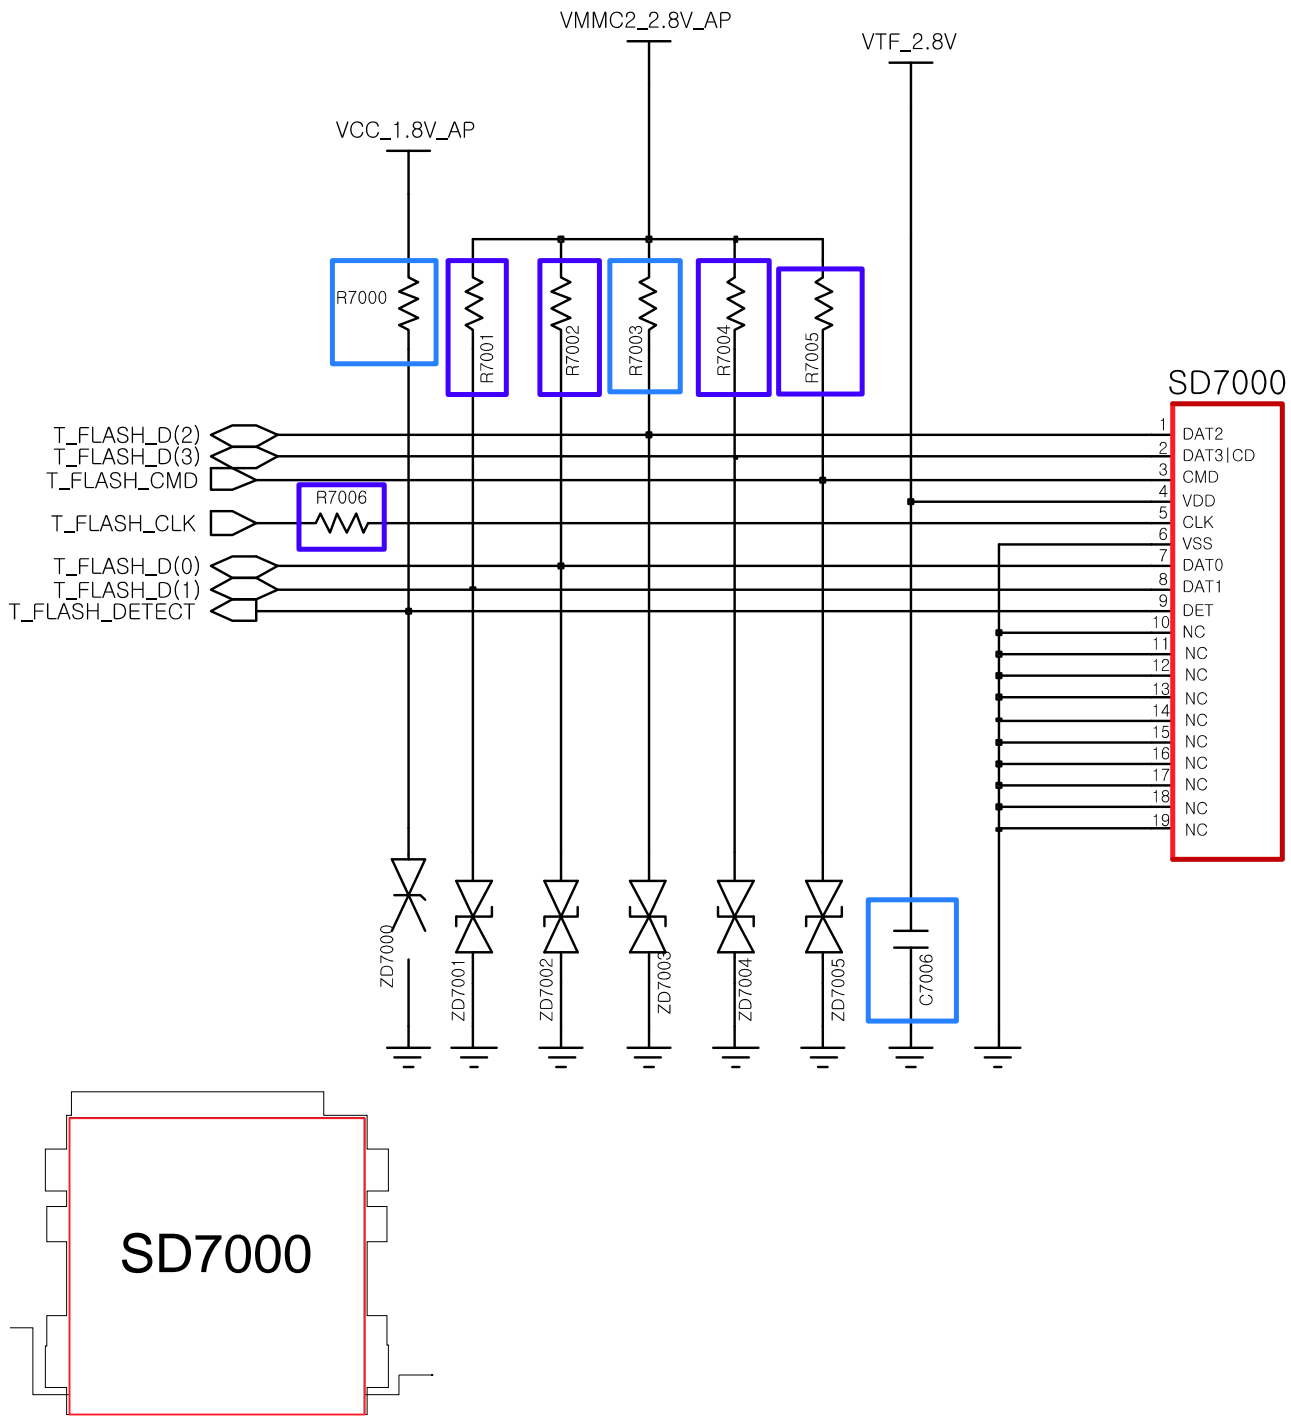 VMMC2_2.8V_AP
VTF_2.8V
VCC_1.8V_AP
R7000
R7001
R7002
R7003
R7004
R7005
SD7000
T_FLASH_D(2)
T_FLASH_D(3)
T_FLASH_CMD
R7006
T_FLASH_CLK
T_FLASH_D(0)
T_FLASH_D(1)
T_FLASH_DETECT
1 DAT2
2 DAT3|CD
3 CMD
4 VDD
5 CLK
6 VSS
7 DAT0
8 DAT1
9 DET
10 NC
11 NC
12 NC
13 NC
14 NC
15 NC
16 NC
17 NC
18 NC
19 NC
ZD7000
ZD7001
ZD7002
ZD7003
ZD7004
ZD7005
C7006
SD7000